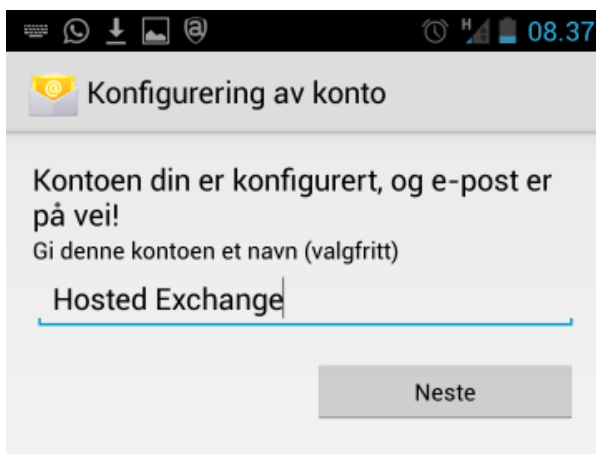 H 08.37
Konfigurering av konto
Kontoen din er konfigurert, og e-post er
på vei!
Gi denne kontoen et navn (valgfritt)
Hosted Exchange
Neste